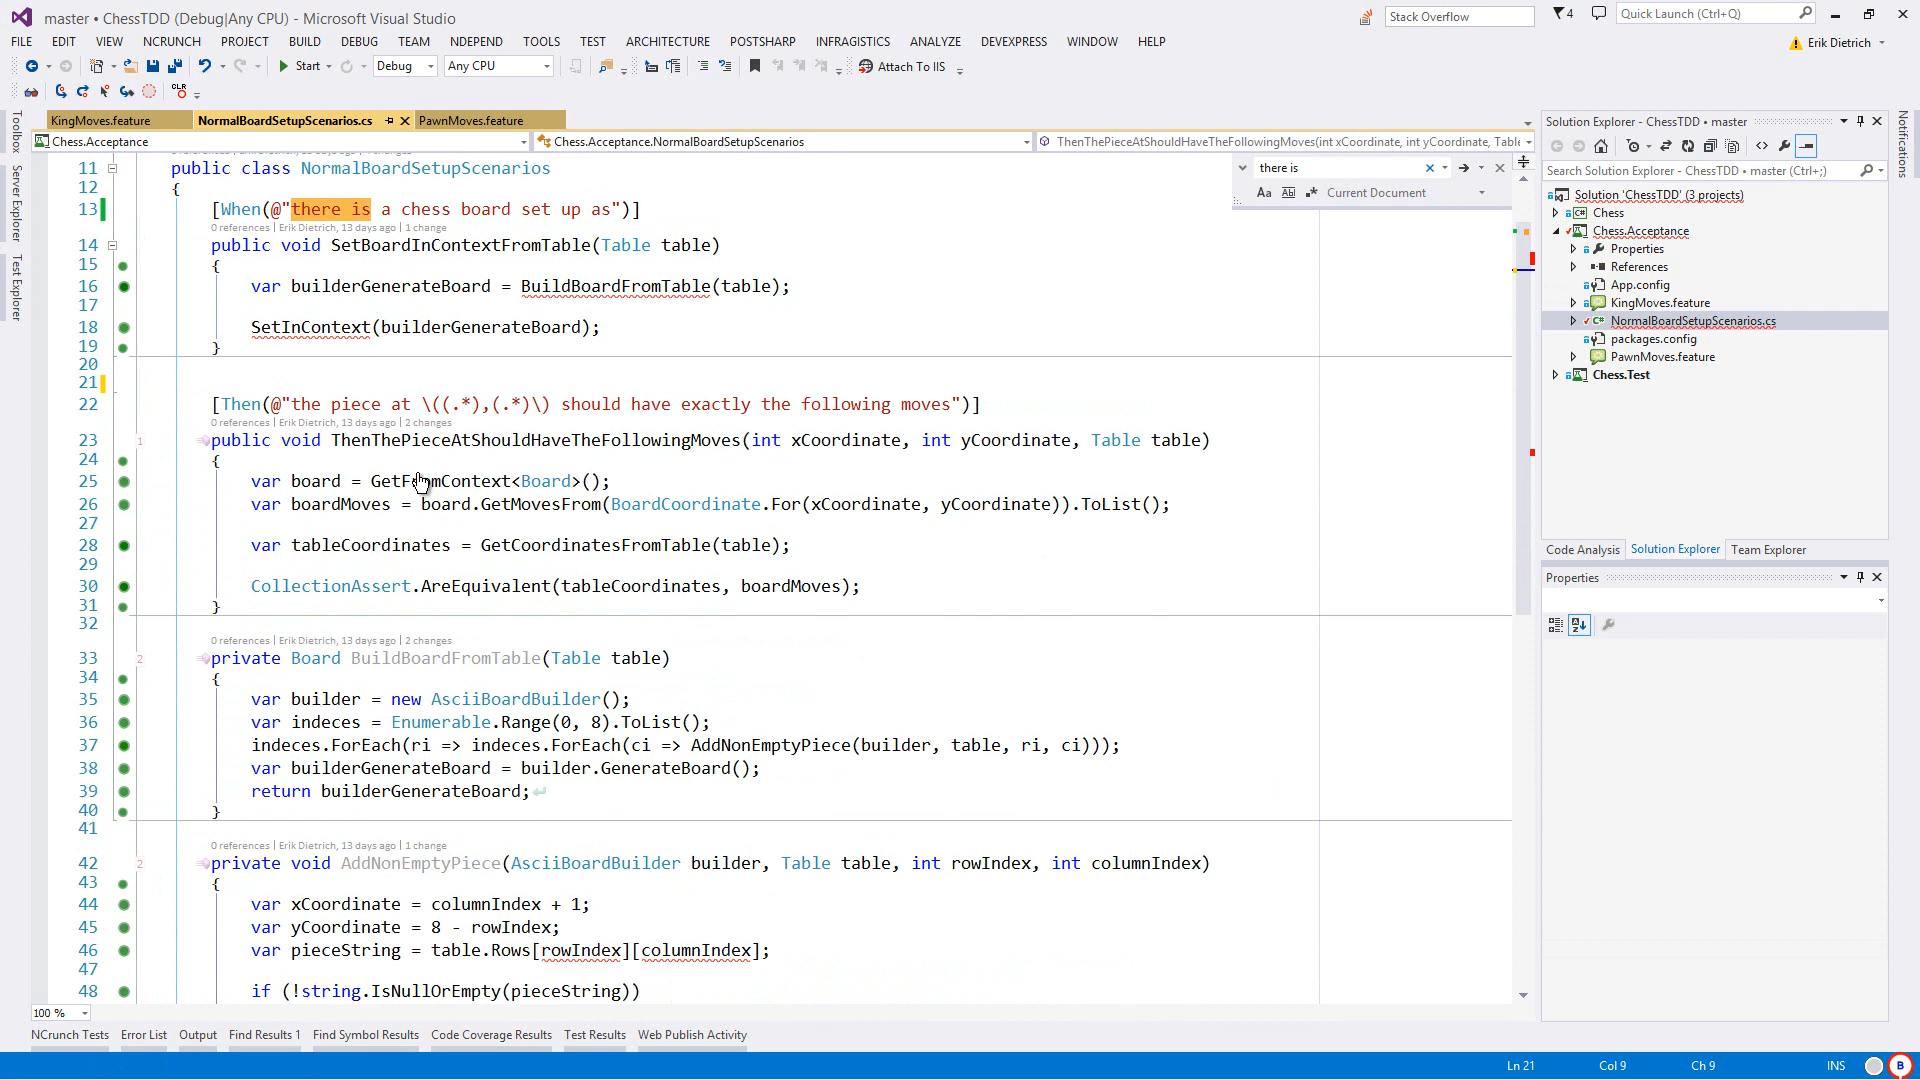 master • ChessTDD (Debug|Any CPU) - Microsoft Visual Studio
Stack Overflow
4
Quick Launch (Ctrl+Q)
FILE EDIT VIEW NCRUNCH PROJECT BUILD DEBUG TEAM NDEPEND TOOLS TEST ARCHITECTURE POSTSHARP INFRAGISTICS ANALYZE DEVEXPRESS WINDOW HELP
Erik Dietrich
Start Debug Any CPU Attach To IIS
CLR
Toolbox
Server Explorer
Test Explorer
KingMoves.feature NormalBoardSetupScenarios.cs PawnMoves.feature
Chess.Acceptance Chess.Acceptance.NormalBoardSetupScenarios ThenThePieceAtShouldHaveTheFollowingMoves(int xCoordinate, int yCoordinate, Table
there is
Aa Current Document
11 public class NormalBoardSetupScenarios
12 {
13 [When(@"there is a chess board set up as")]
0 references | Erik Dietrich, 13 days ago | 1 change
14 public void SetBoardInContextFromTable(Table table)
15 {
16 var builderGenerateBoard = BuildBoardFromTable(table);
17
18 SetInContext(builderGenerateBoard);
19 }
20
21
22 [Then(@"the piece at \((.*),(.*)\) should have exactly the following moves")]
0 references | Erik Dietrich, 13 days ago | 2 changes
23 1 public void ThenThePieceAtShouldHaveTheFollowingMoves(int xCoordinate, int yCoordinate, Table table)
24 {
25 var board = GetFromContext<Board>();
26 var boardMoves = board.GetMovesFrom(BoardCoordinate.For(xCoordinate, yCoordinate)).ToList();
27
28 var tableCoordinates = GetCoordinatesFromTable(table);
29
30 CollectionAssert.AreEquivalent(tableCoordinates, boardMoves);
31 }
32
0 references | Erik Dietrich, 13 days ago | 2 changes
33 2 private Board BuildBoardFromTable(Table table)
34 {
35 var builder = new AsciiBoardBuilder();
36 var indeces = Enumerable.Range(0, 8).ToList();
37 indeces.ForEach(ri => indeces.ForEach(ci => AddNonEmptyPiece(builder, table, ri, ci)));
38 var builderGenerateBoard = builder.GenerateBoard();
39 return builderGenerateBoard;
40 }
41
0 references | Erik Dietrich, 13 days ago | 1 change
42 2 private void AddNonEmptyPiece(AsciiBoardBuilder builder, Table table, int rowIndex, int columnIndex)
43 {
44 var xCoordinate = columnIndex + 1;
45 var yCoordinate = 8 - rowIndex;
46 var pieceString = table.Rows[rowIndex][columnIndex];
47
48 if (!string.IsNullOrEmpty(pieceString))
100 %
Solution Explorer - ChessTDD • master
Search Solution Explorer - ChessTDD • master (Ctrl+;)
Solution 'ChessTDD' (3 projects)
Chess
Chess.Acceptance
Properties
References
App.config
KingMoves.feature
NormalBoardSetupScenarios.cs
packages.config
PawnMoves.feature
Chess.Test
Code Analysis Solution Explorer Team Explorer
Properties
Notifications
NCrunch Tests Error List Output Find Results 1 Find Symbol Results Code Coverage Results Test Results Web Publish Activity
Ln 21 Col 9 Ch 9 INS B